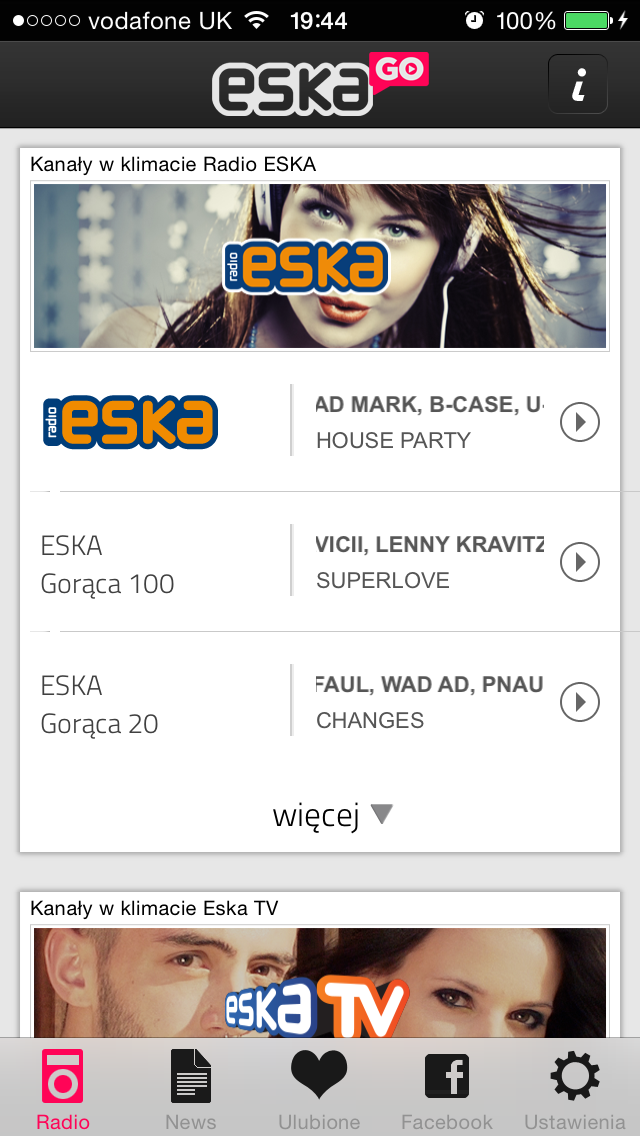 vodafone UK 19:44 100%
eska GO
i
Kanały w klimacie Radio ESKA
radio eska
radio eska
AD MARK, B-CASE, U-
HOUSE PARTY
ESKA
Gorąca 100
VICII, LENNY KRAVITZ
SUPERLOVE
ESKA
Gorąca 20
FAUL, WAD AD, PNAU
CHANGES
więcej
Kanały w klimacie Eska TV
eska TV
Radio News Ulubione Facebook Ustawienia